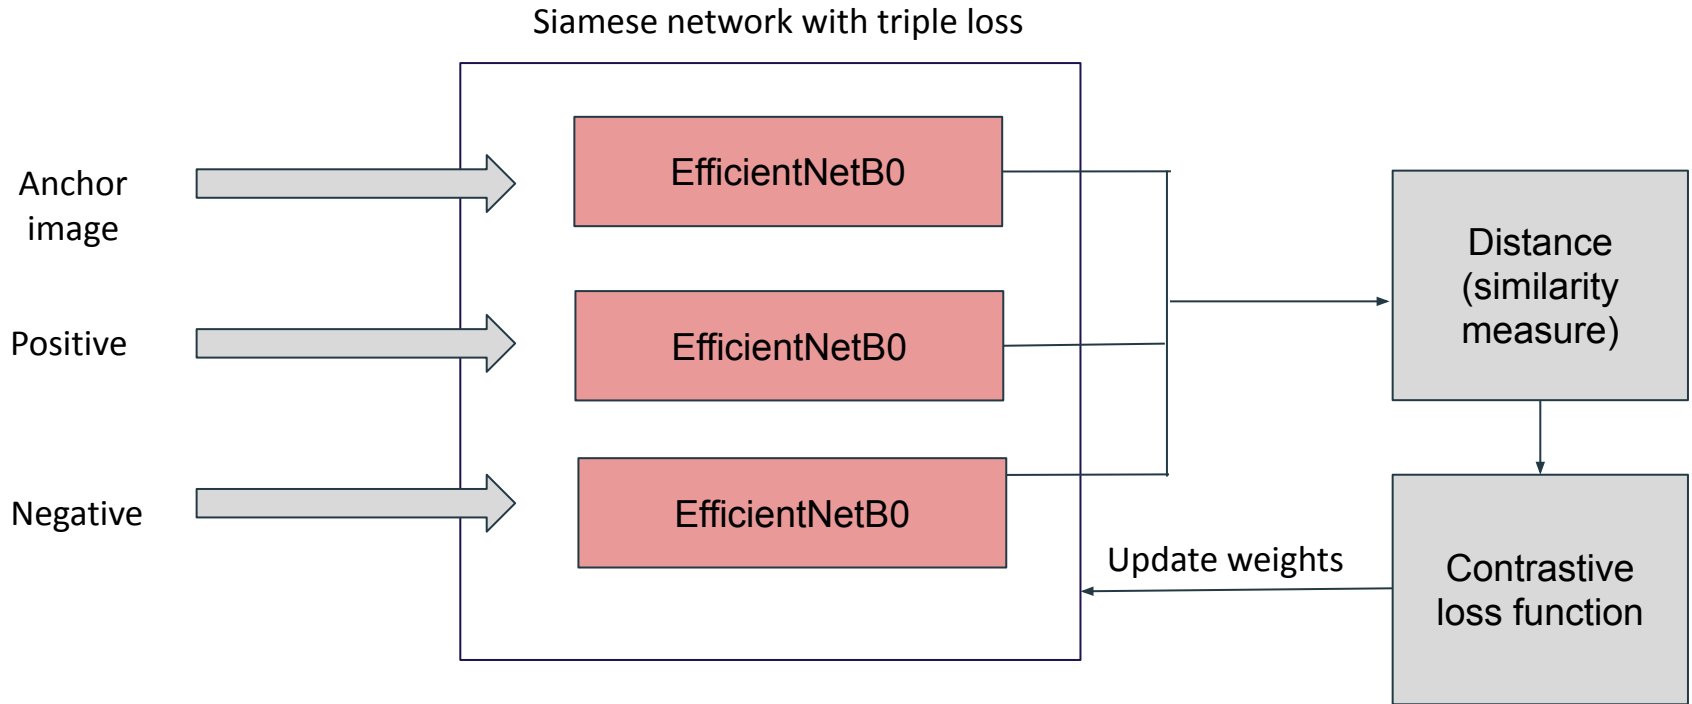 Siamese network with triple loss
Anchor
image
EfficientNetB0
Positive
EfficientNetB0
Negative
EfficientNetB0
Distance
(similarity
measure)
Update weights
Contrastive
loss function